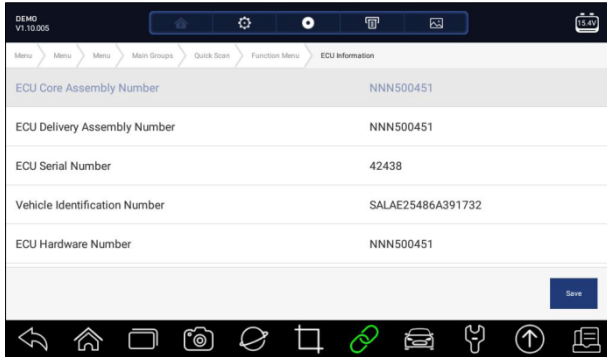 DEMO
V1.10.005
15.4V
Menu Menu Menu Main Groups Quick Scan Function Menu ECU Information
ECU Core Assembly Number NNN500451
ECU Delivery Assembly Number NNN500451
ECU Serial Number 42438
Vehicle Identification Number SALAE25486A391732
ECU Hardware Number NNN500451
Save